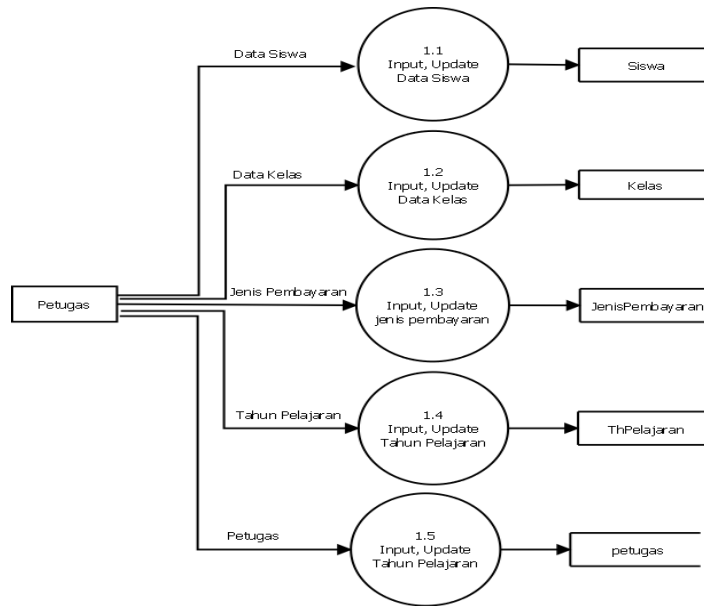 Data Siswa
1.1
Input, Update
Data Siswa
Siswa
Data Kelas
1.2
Input, Update
Data Kelas
Kelas
Petugas
Jenis Pembayaran
1.3
Input, Update
jenis pembayaran
JenisPembayaran
Tahun Pelajaran
1.4
Input, Update
Tahun Pelajaran
ThPelajaran
Petugas
1.5
Input, Update
Tahun Pelajaran
petugas